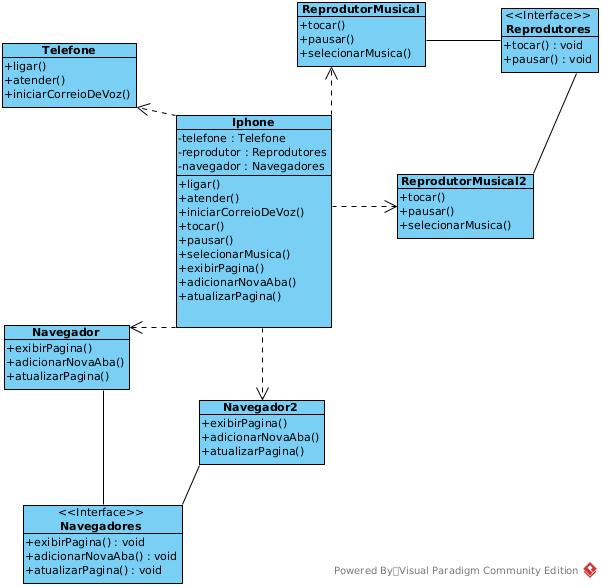 ReprodutorMusical
+tocar()
+pausar()
+selecionarMusica()
<<Interface>>
Reprodutores
+tocar() : void
+pausar() : void
Telefone
+ligar()
+atender()
+iniciarCorreioDeVoz()
Iphone
-telefone : Telefone
-reprodutor : Reprodutores
-navegador : Navegadores
+ligar()
+atender()
+iniciarCorreioDeVoz()
+tocar()
+pausar()
+selecionarMusica()
+exibirPagina()
+adicionarNovaAba()
+atualizarPagina()
ReprodutorMusical2
+tocar()
+pausar()
+selecionarMusica()
Navegador
+exibirPagina()
+adicionarNovaAba()
+atualizarPagina()
Navegador2
+exibirPagina()
+adicionarNovaAba()
+atualizarPagina()
<<Interface>>
Navegadores
+exibirPagina() : void
+adicionarNovaAba() : void
+atualizarPagina() : void
Powered By Visual Paradigm Community Edition